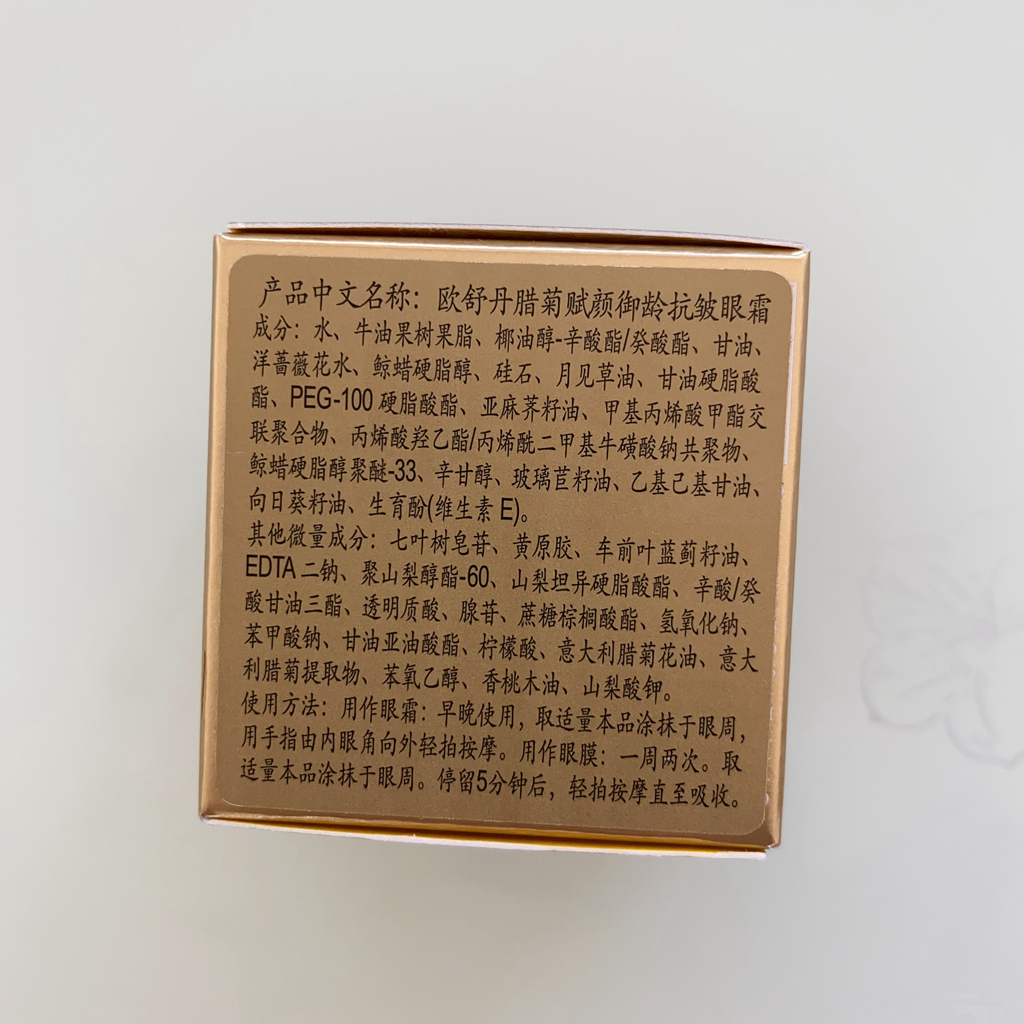 产品中文名称：欧舒丹腊菊赋颜御龄抗皱眼霜
成分：水、牛油果树果脂、椰油醇-辛酸酯/癸酸酯、甘油、
洋蔷薇花水、鲸蜡硬脂醇、硅石、月见草油、甘油硬脂酸
酯、PEG-100 硬脂酸酯、亚麻荠籽油、甲基丙烯酸甲酯交
联聚合物、丙烯酸羟乙酯/丙烯酰二甲基牛磺酸钠共聚物、
鲸蜡硬脂醇聚醚-33、辛甘醇、玻璃苣籽油、乙基己基甘油、
向日葵籽油、生育酚(维生素 E)。
其他微量成分：七叶树皂苷、黄原胶、车前叶蓝蓟籽油、
EDTA 二钠、聚山梨醇酯-60、山梨坦异硬脂酸酯、辛酸/癸
酸甘油三酯、透明质酸、腺苷、蔗糖棕榈酸酯、氢氧化钠、
苯甲酸钠、甘油亚油酸酯、柠檬酸、意大利腊菊花油、意大
利腊菊提取物、苯氧乙醇、香桃木油、山梨酸钾。
使用方法：用作眼霜：早晚使用，取适量本品涂抹于眼周，
用手指由内眼角向外轻拍按摩。用作眼膜：一周两次。取
适量本品涂抹于眼周。停留5分钟后，轻拍按摩直至吸收。